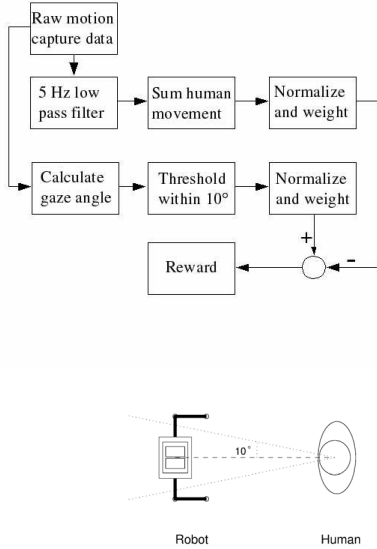 Raw motion
capture data
5 Hz low
pass filter
Sum human
movement
Normalize
and weight
Calculate
gaze angle
Threshold
within 10°
Normalize
and weight
+
-
Reward
10°
Robot
Human